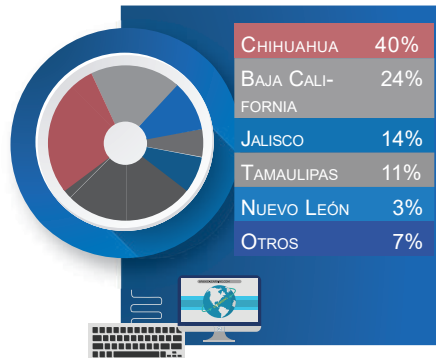 CHIHUAHUA 40%
BAJA CALI- 24%
FORNIA
JALISCO 14%
TAMAULIPAS 11%
NUEVO LEÓN 3%
OTROS 7%